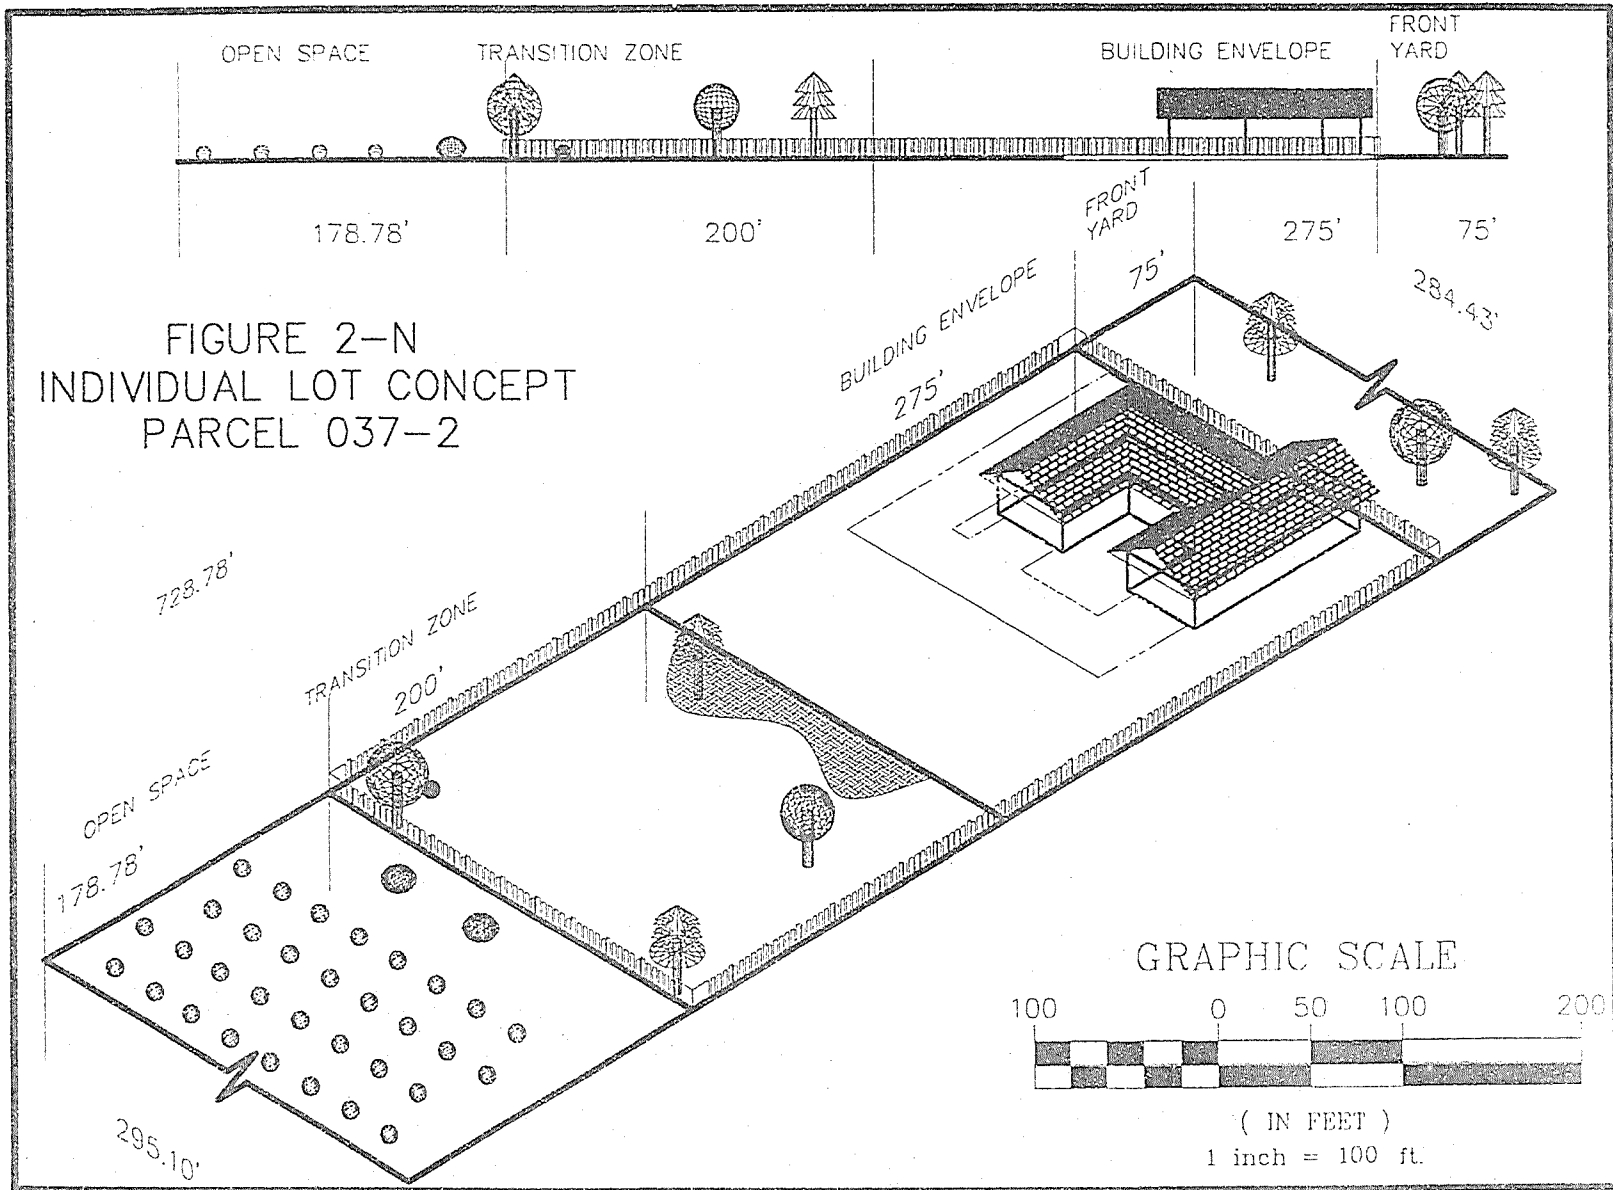 OPEN SPACE
TRANSITION ZONE
BUILDING ENVELOPE
FRONT
YARD
178.78'
200'
275'
75'
FIGURE 2-N
INDIVIDUAL LOT CONCEPT
PARCEL 037-2
FRONT
YARD
75'
284.43'
BUILDING ENVELOPE
275'
728.78'
TRANSITION ZONE
200'
OPEN SPACE
178.78'
295.10'
GRAPHIC SCALE
100 0 50 100 200
( IN FEET )
1 inch = 100 ft.